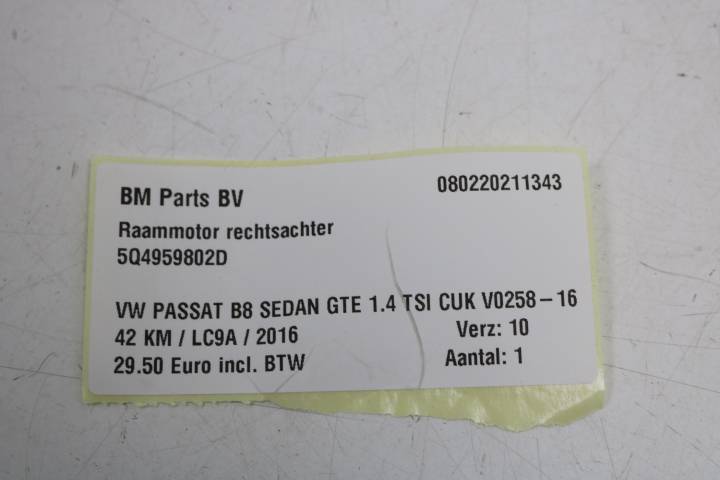 BM Parts BV 080220211343
Raammotor rechtsachter
5Q4959802D
VW PASSAT B8 SEDAN GTE 1.4 TSI CUK V0258-16
42 KM / LC9A / 2016 Verz: 10
29.50 Euro incl. BTW Aantal: 1